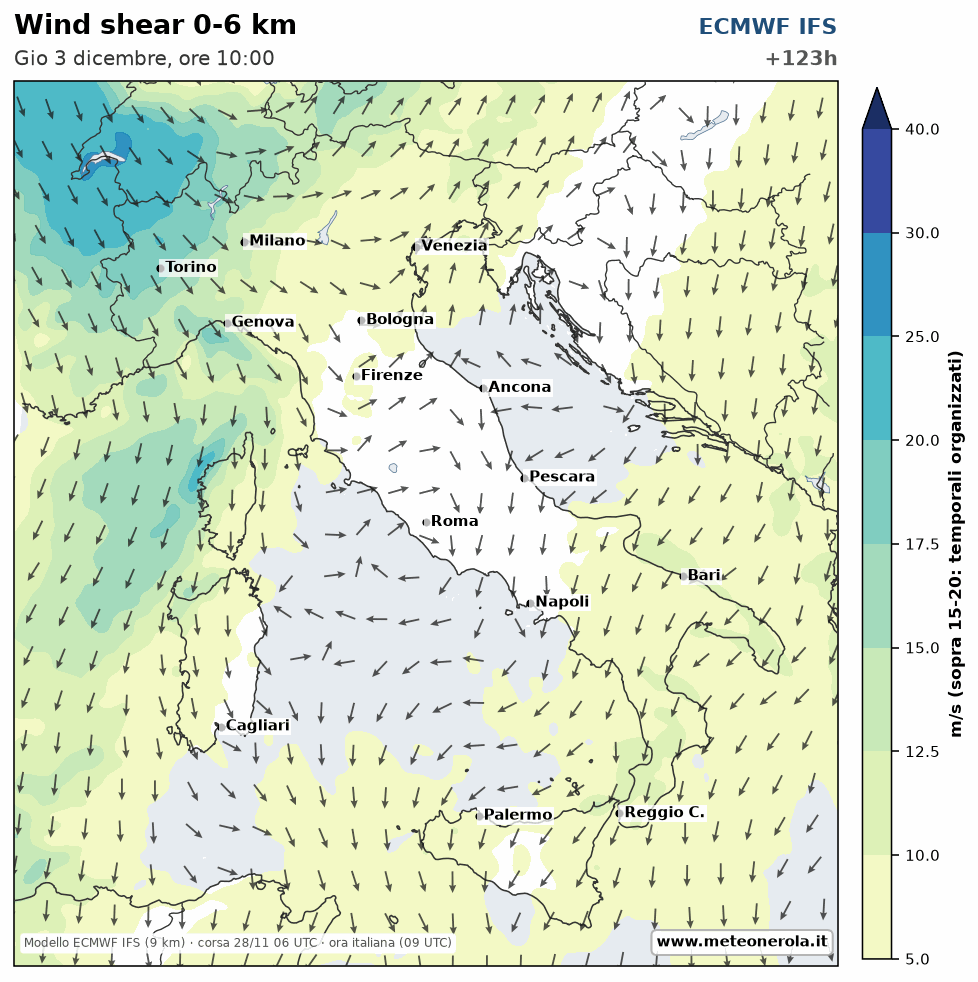 Wind shear 0-6 km
ECMWF IFS
Gio 3 dicembre, ore 10:00
+123h
Milano
Venezia
Torino
Genova
Bologna
Firenze
Ancona
Pescara
Roma
Bari
Napoli
Cagliari
Palermo
Reggio C.
Modello ECMWF IFS (9 km) · corsa 28/11 06 UTC · ora italiana (09 UTC)
www.meteonerola.it
40.0
30.0
25.0
20.0
17.5
15.0
12.5
10.0
5.0
m/s (sopra 15-20: temporali organizzati)